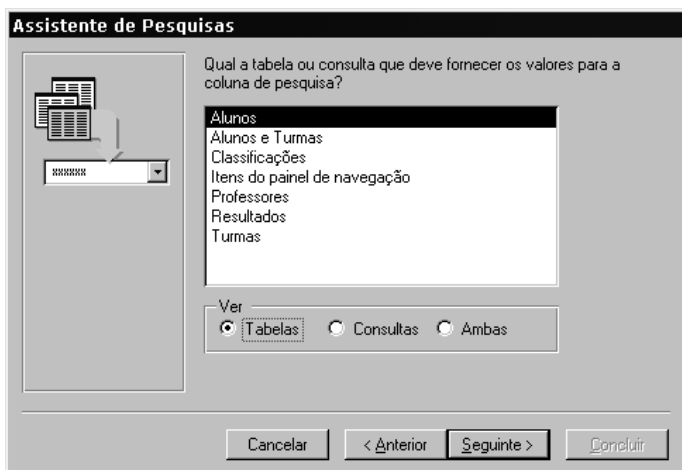 Assistente de Pesquisas
Qual a tabela ou consulta que deve fornecer os valores para a
coluna de pesquisa?
xxxxxx
Alunos
Alunos e Turmas
Classificações
Itens do painel de navegação
Professores
Resultados
Turmas
Ver
Tabelas Consultas Ambas
Cancelar < Anterior Seguinte > Concluir